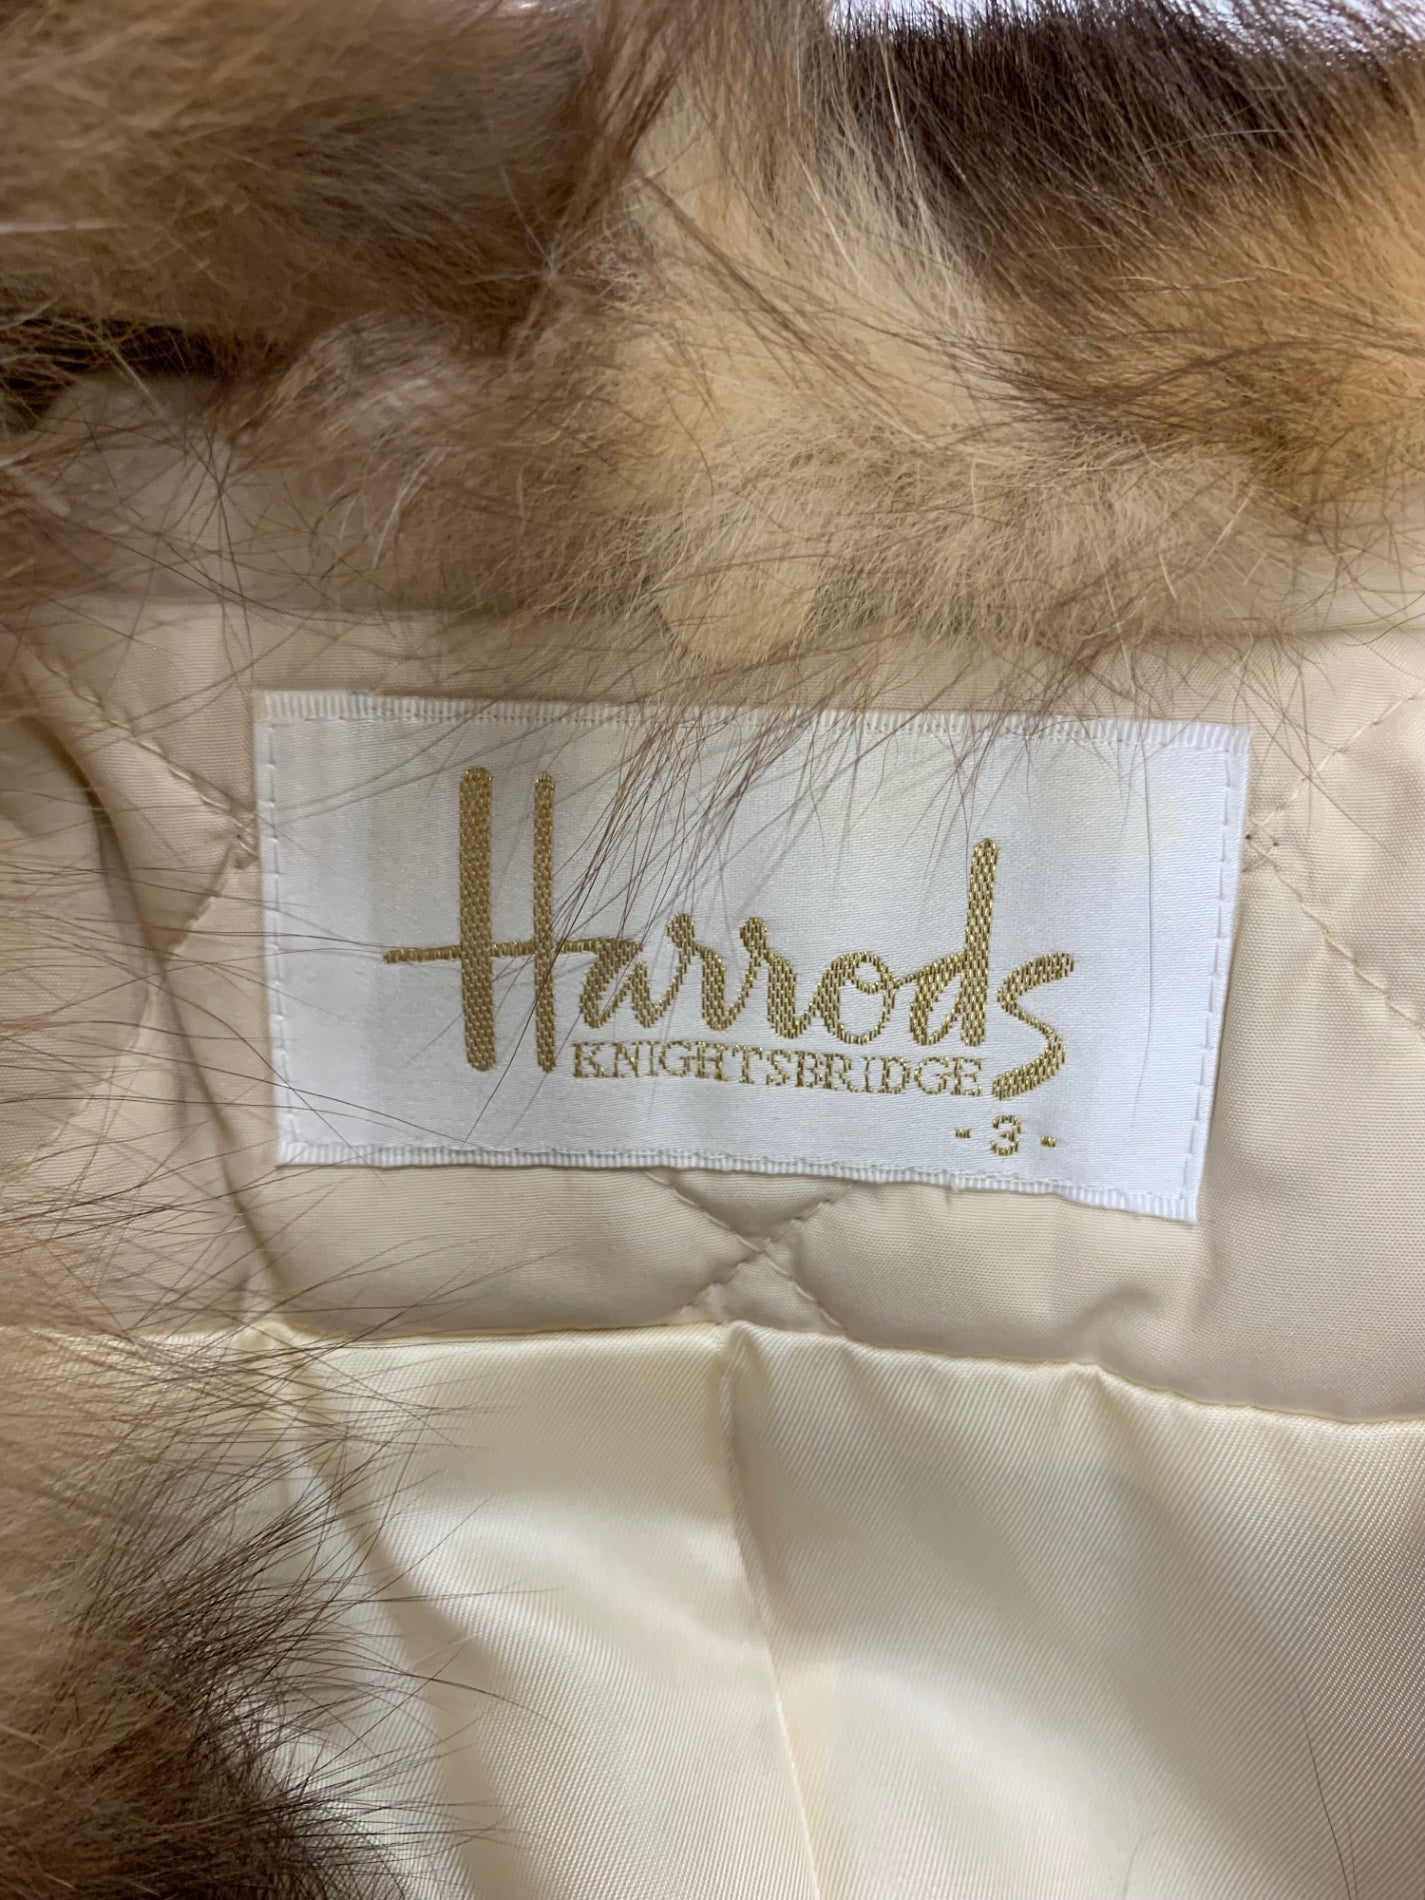 Harrods
KNIGHTSBRIDGE
- 3 -